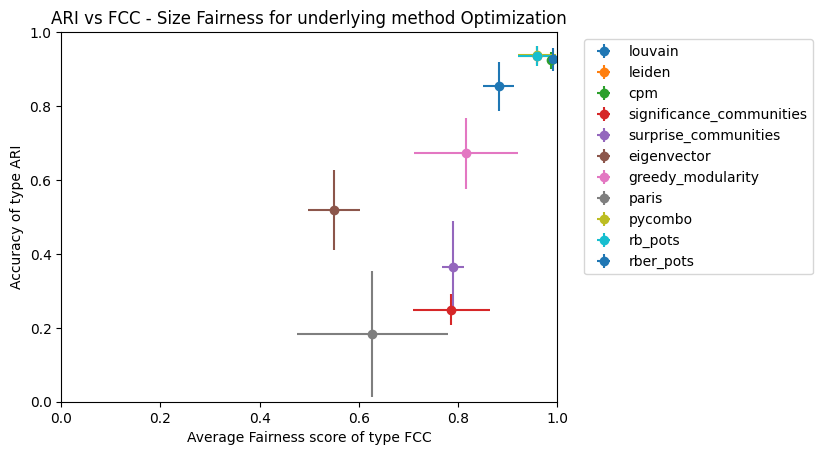 ARI vs FCC - Size Fairness for underlying method Optimization
1.0
0.8
0.6
0.4
0.2
0.0
Accuracy of type ARI
0.0 0.2 0.4 0.6 0.8 1.0
Average Fairness score of type FCC
louvain
leiden
cpm
significance_communities
surprise_communities
eigenvector
greedy_modularity
paris
pycombo
rb_pots
rber_pots